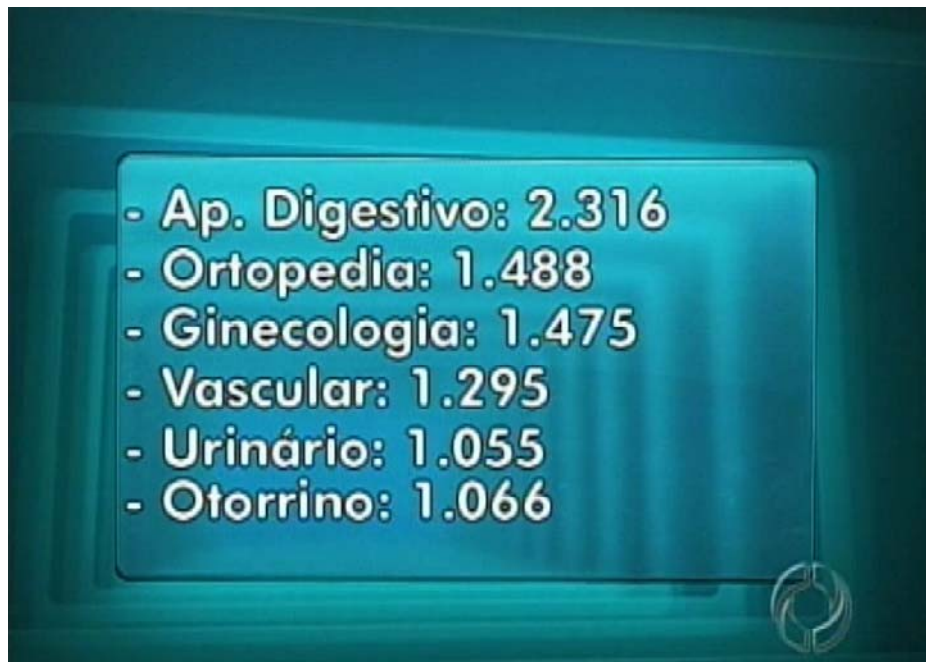 - Ap. Digestivo: 2.316
- Ortopedia: 1.488
- Ginecologia: 1.475
- Vascular: 1.295
- Urinário: 1.055
- Otorrino: 1.066